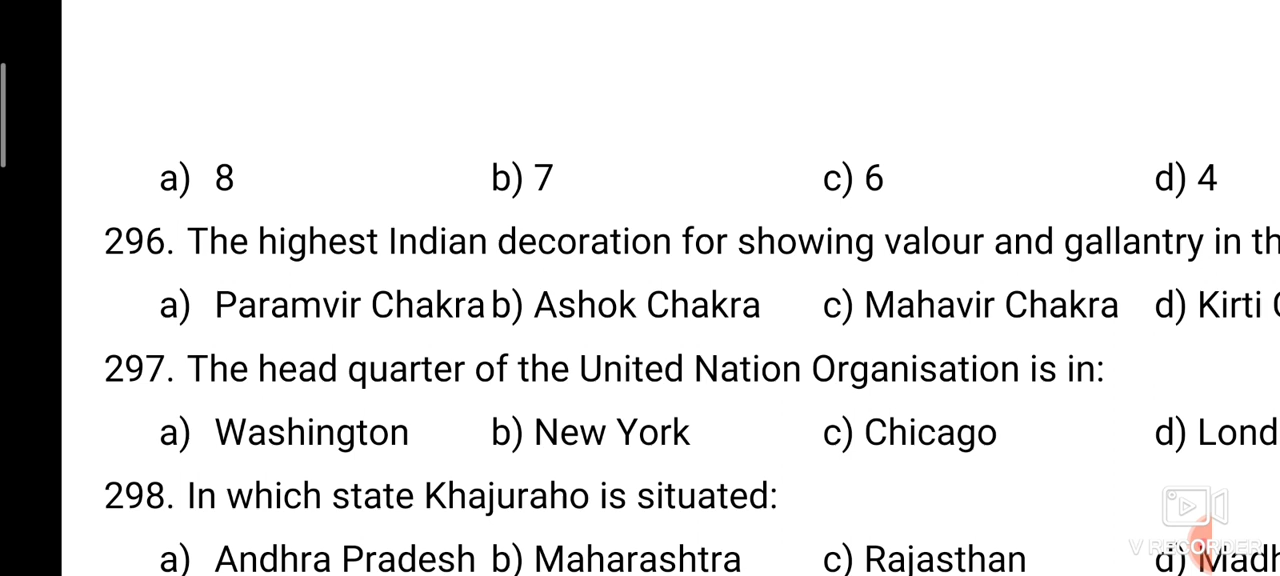 a) 8 b) 7 c) 6 d) 4
296. The highest Indian decoration for showing valour and gallantry in th
a) Paramvir Chakra b) Ashok Chakra c) Mahavir Chakra d) Kirti
297. The head quarter of the United Nation Organisation is in:
a) Washington b) New York c) Chicago d) Lond
298. In which state Khajuraho is situated:
a) Andhra Pradesh b) Maharashtra c) Rajasthan d) Madh
V RECORDER